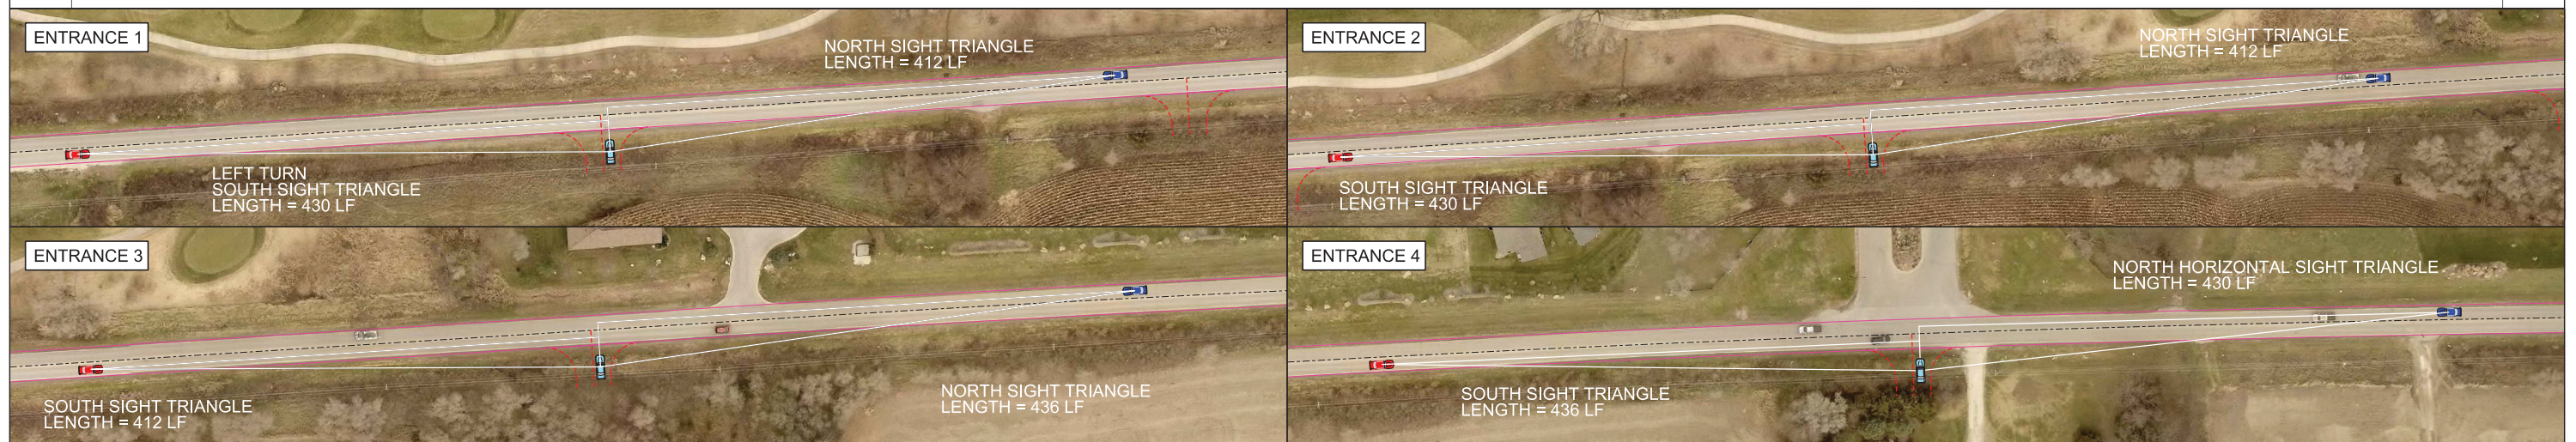 ENTRANCE 1
NORTH SIGHT TRIANGLE
LENGTH = 412 LF
LEFT TURN
SOUTH SIGHT TRIANGLE
LENGTH = 430 LF
ENTRANCE 2
NORTH SIGHT TRIANGLE
LENGTH = 412 LF
SOUTH SIGHT TRIANGLE
LENGTH = 430 LF
ENTRANCE 3
SOUTH SIGHT TRIANGLE
LENGTH = 412 LF
NORTH SIGHT TRIANGLE
LENGTH = 436 LF
ENTRANCE 4
NORTH HORIZONTAL SIGHT TRIANGLE
LENGTH = 430 LF
SOUTH SIGHT TRIANGLE
LENGTH = 436 LF